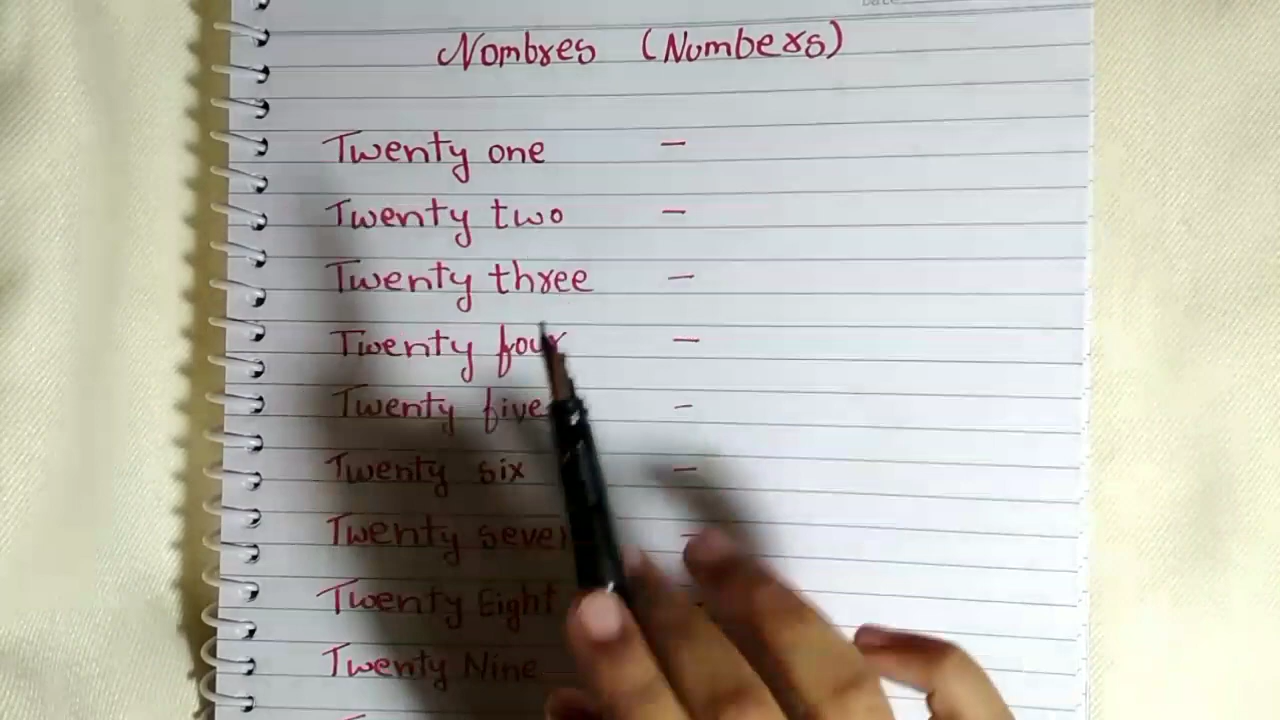 Nombres (Numbers)
Twenty one -
Twenty two -
Twenty three -
Twenty four -
Twenty five -
Twenty six -
Twenty seven -
Twenty Eight
Twenty Nine